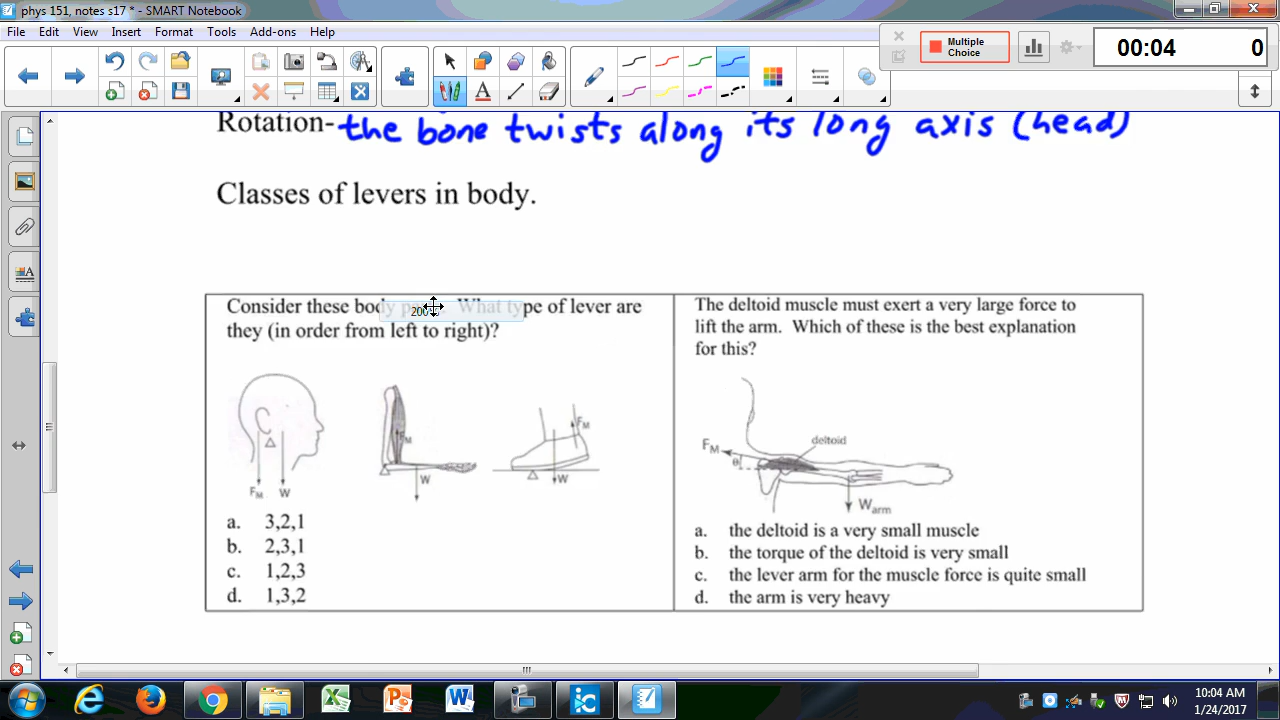 phys 151, notes s17 * - SMART Notebook
File Edit View Insert Format Tools Add-ons Help
Multiple Choice
00:04 0
Rotation- the bone twists along its long axis (head)
Classes of levers in body.
Consider these body What type of lever are
they (in order from left to right)?
C
FM W
FM
W
FM
W
a. 3,2,1
b. 2,3,1
c. 1,2,3
d. 1,3,2
The deltoid muscle must exert a very large force to
lift the arm. Which of these is the best explanation
for this?
deltoid
FM
θ
Warm
a. the deltoid is a very small muscle
b. the torque of the deltoid is very small
c. the lever arm for the muscle force is quite small
d. the arm is very heavy
10:04 AM
1/24/2017